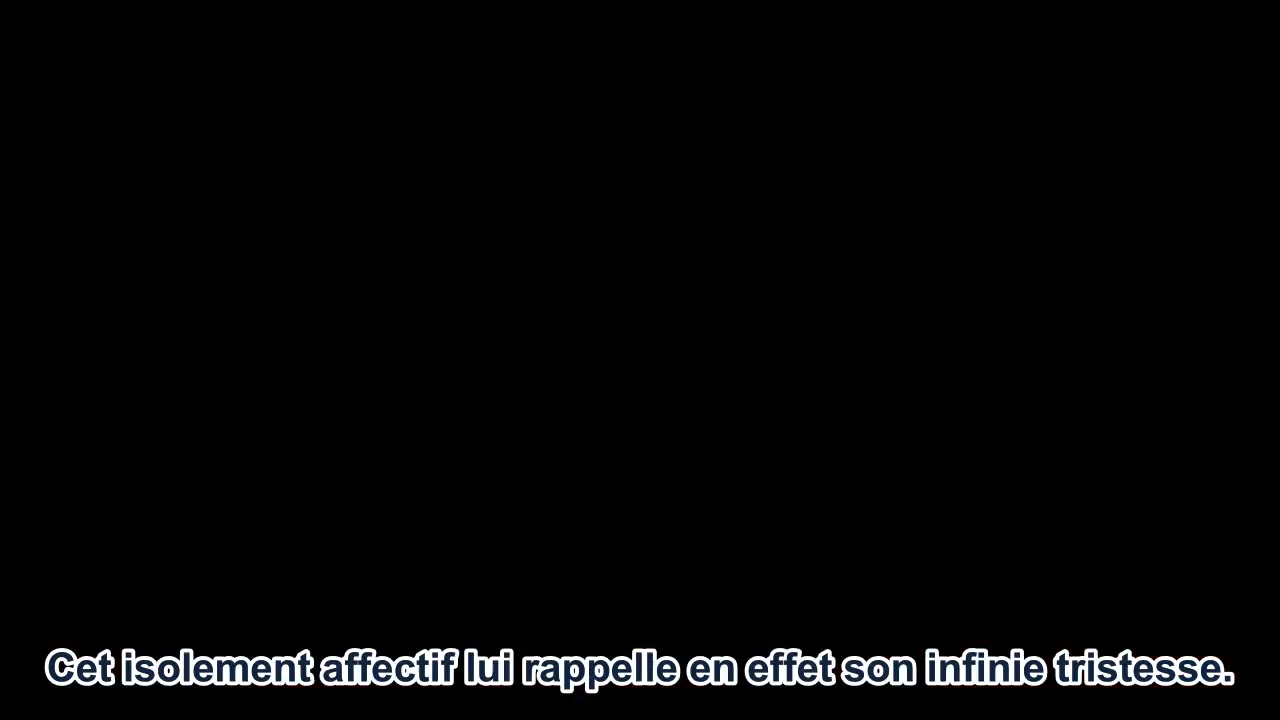 Cet isolement affectif lui rappelle en effet son infinie tristesse.